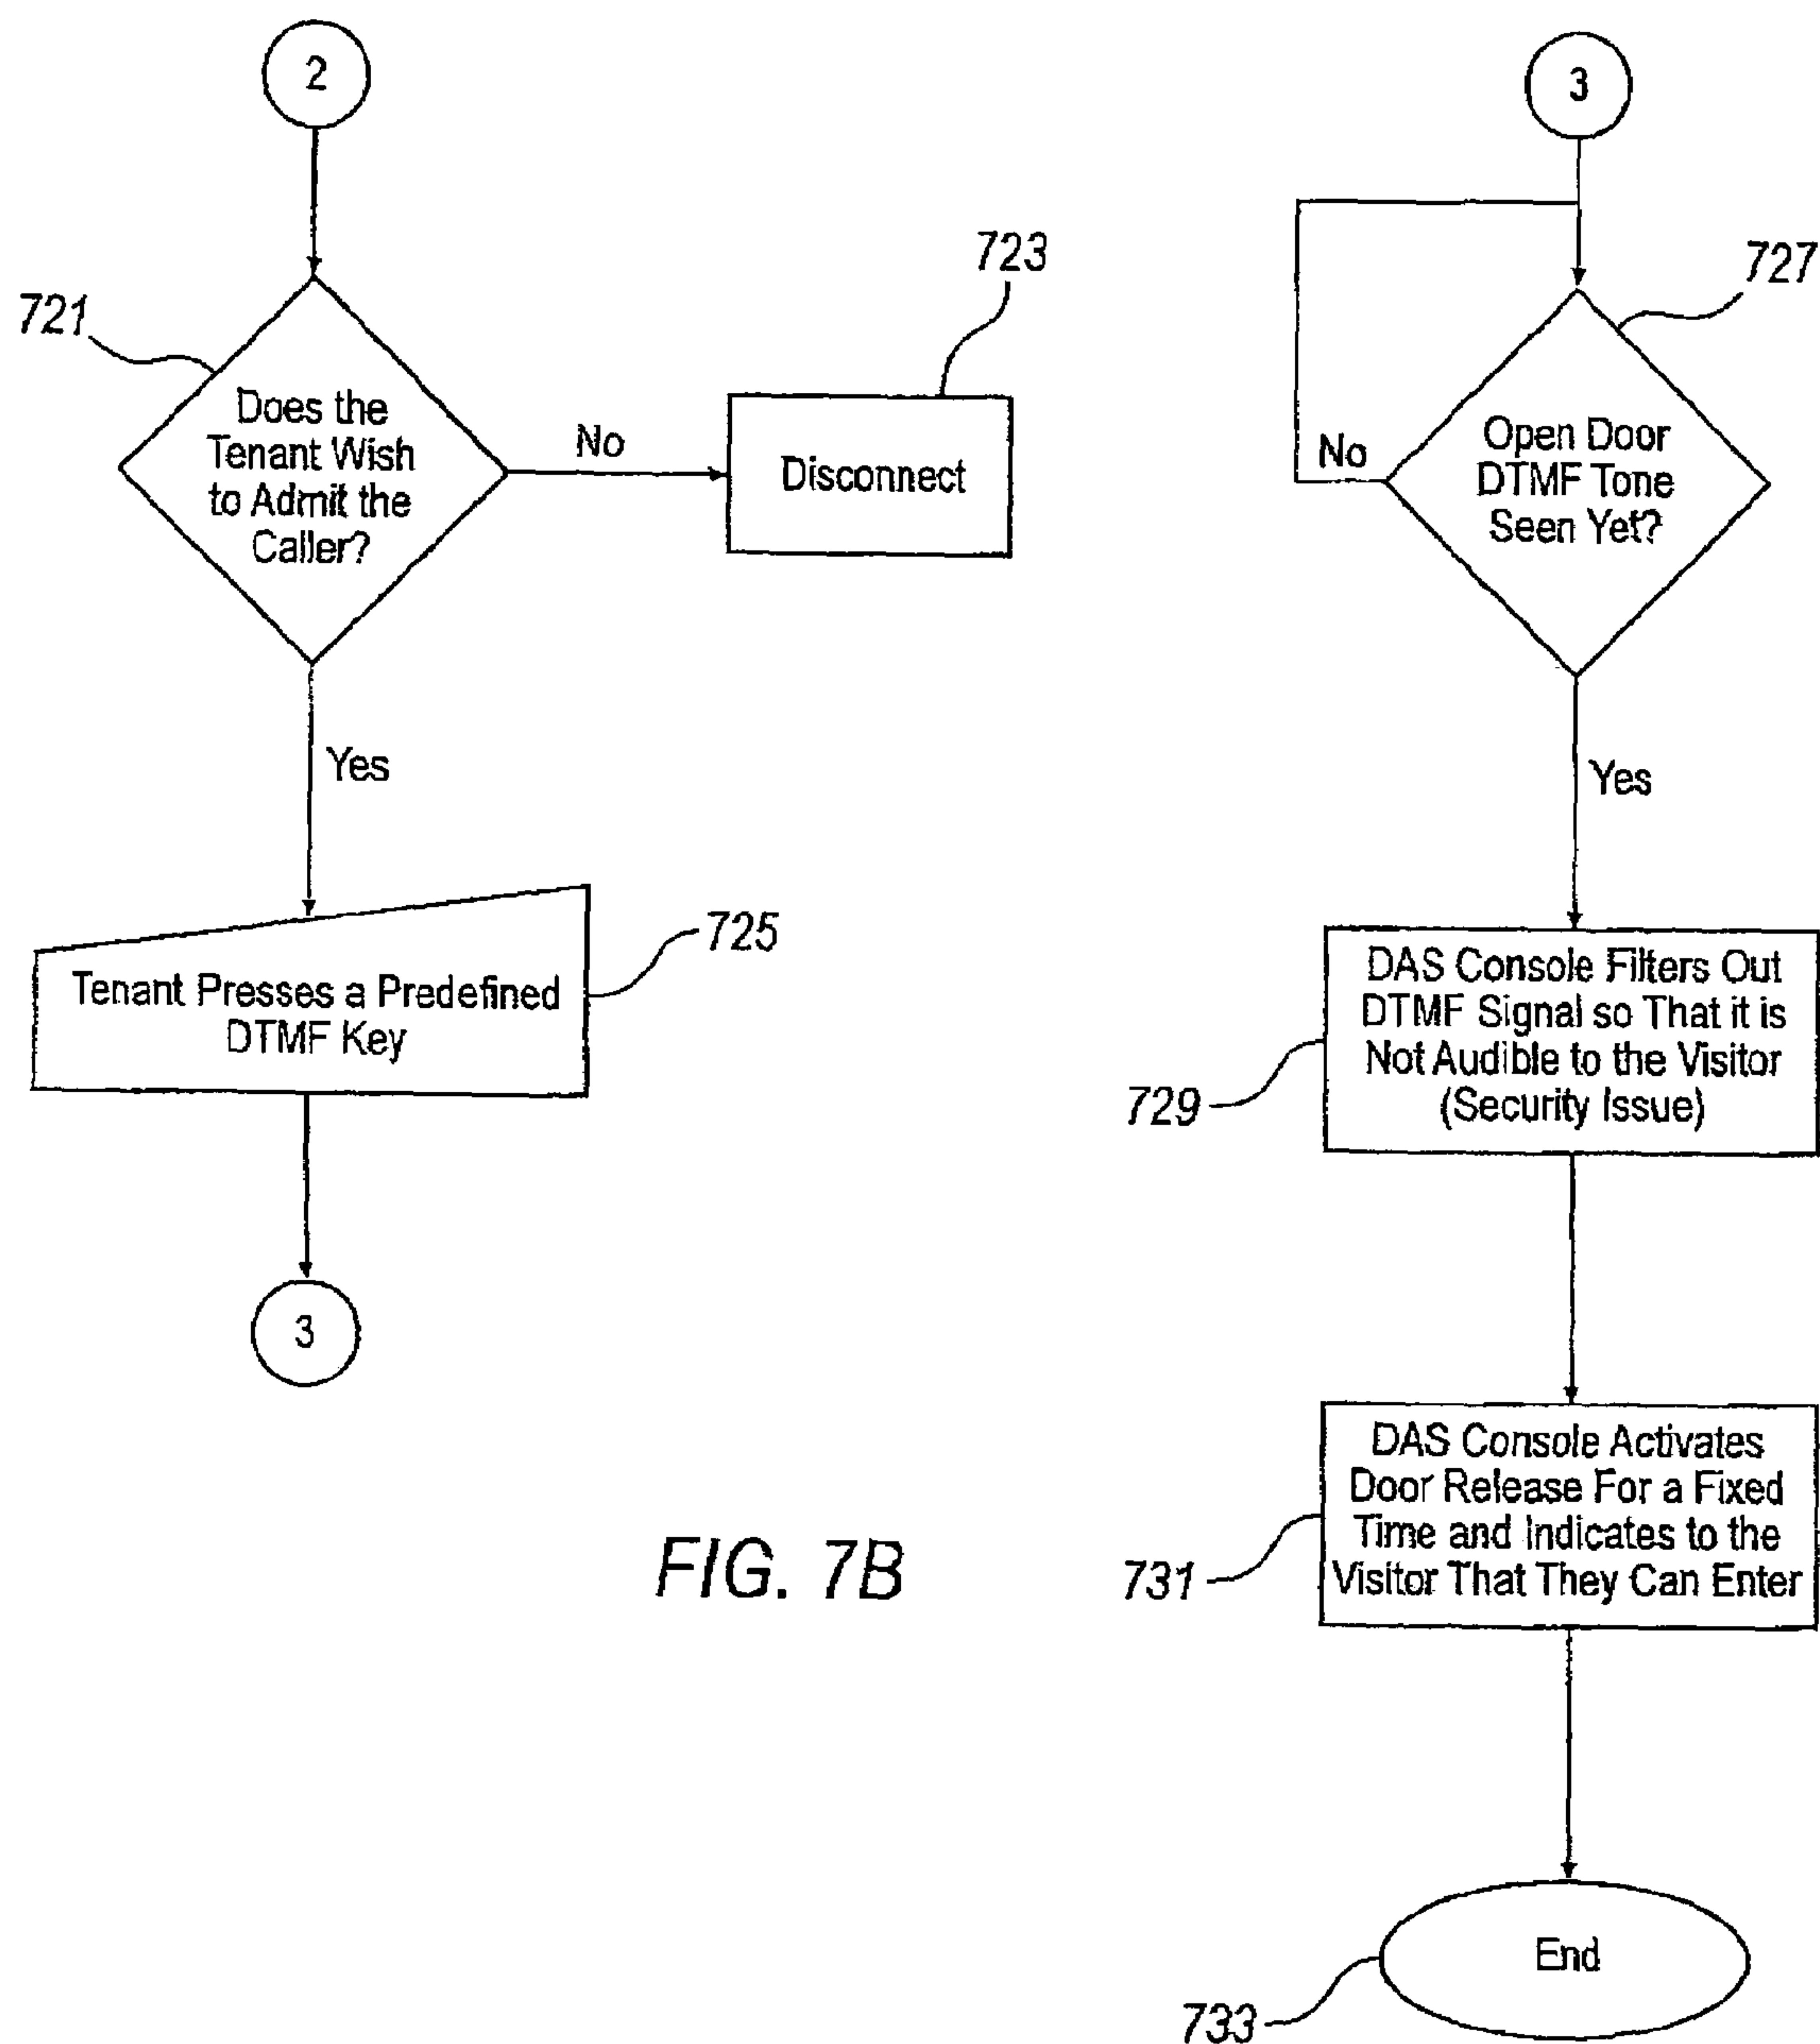 2
721
Does the
Tenant Wish
to Admit the
Caller?
No
723
Disconnect
Yes
725
Tenant Presses a Predefined
DTMF Key
3
3
727
Open Door
DTMF Tone
Seen Yet?
No
Yes
DAS Console Filters Out
DTMF Signal so That it is
Not Audible to the Visitor
(Security Issue)
729
DAS Console Activates
Door Release For a Fixed
Time and Indicates to the
Visitor That They Can Enter
731
End
733
FIG. 7B